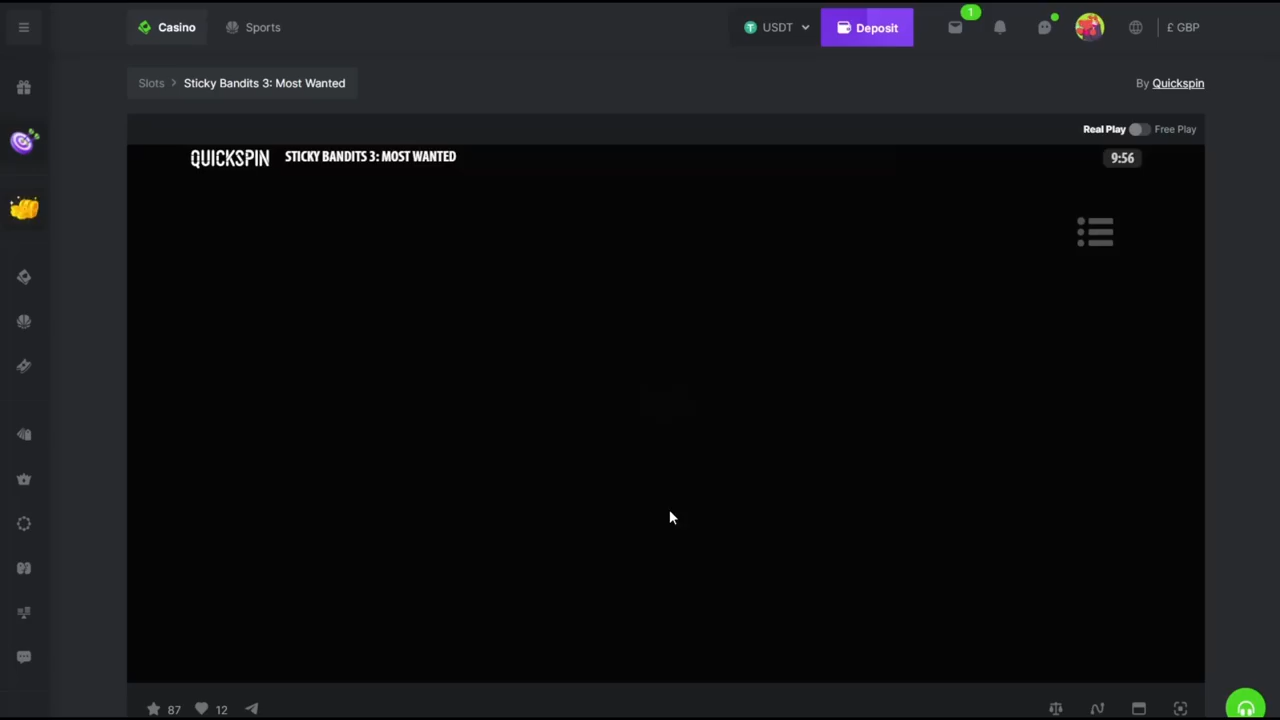 Casino
Sports
USDT
Deposit
1
£ GBP
Slots > Sticky Bandits 3: Most Wanted
By Quickspin
Real Play
Free Play
QUICKSPIN
STICKY BANDITS 3: MOST WANTED
9:56
87
12